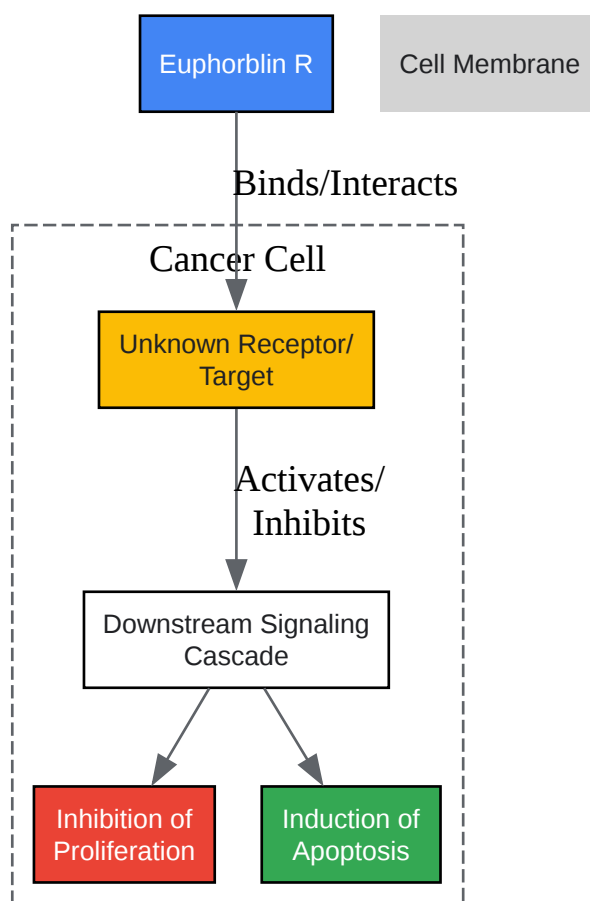 Euphorblin R
Cell Membrane
Binds/Interacts
Cancer Cell
Unknown Receptor/
Target
Activates/
Inhibits
Downstream Signaling
Cascade
Inhibition of
Proliferation
Induction of
Apoptosis